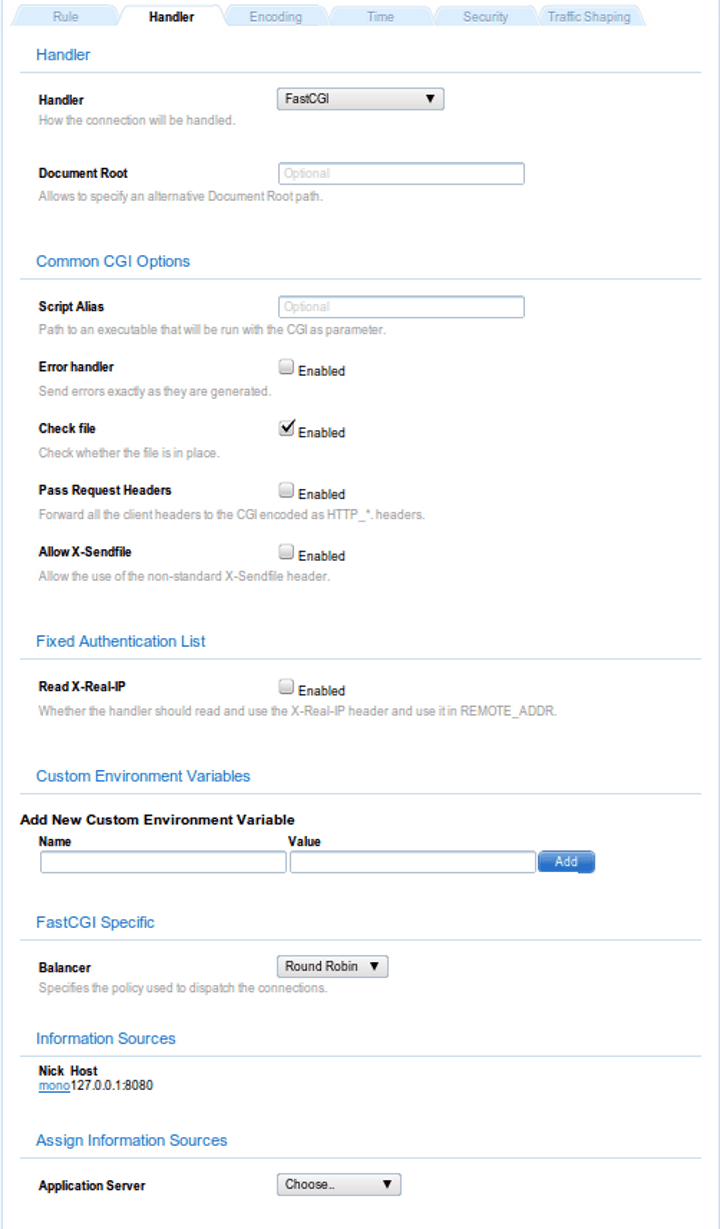 Rule Handler Encoding Time Security Traffic Shaping
Handler
Handler FastCGI
How the connection will be handled.
Document Root Optional
Allows to specify an alternative Document Root path.
Common CGI Options
Script Alias Optional
Path to an executable that will be run with the CGI as parameter.
Error handler Enabled
Send errors exactly as they are generated.
Check file Enabled
Check whether the file is in place.
Pass Request Headers Enabled
Forward all the client headers to the CGI encoded as HTTP_*. headers.
Allow X-Sendfile Enabled
Allow the use of the non-standard X-Sendfile header.
Fixed Authentication List
Read X-Real-IP Enabled
Whether the handler should read and use the X-Real-IP header and use it in REMOTE_ADDR.
Custom Environment Variables
Add New Custom Environment Variable
Name Value
Add
FastCGI Specific
Balancer Round Robin
Specifies the policy used to dispatch the connections.
Information Sources
Nick Host
mono 127.0.0.1:8080
Assign Information Sources
Application Server Choose..